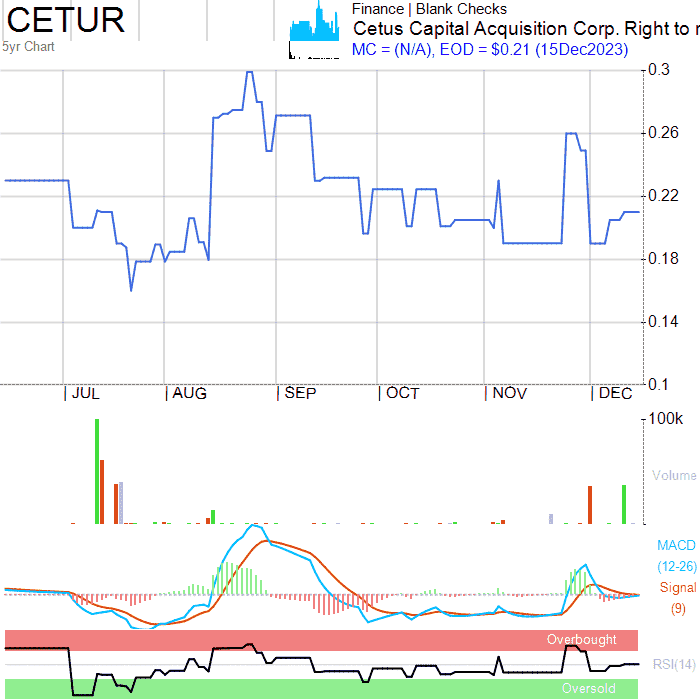 CETUR
5yr Chart
Finance | Blank Checks
Cetus Capital Acquisition Corp. Right to r
MC = (N/A), EOD = $0.21 (15Dec2023)
0.3
0.26
0.22
0.18
0.14
0.1
JUL AUG SEP OCT NOV DEC
100k
Volume
MACD
(12-26)
Signal
(9)
Overbought
RSI(14)
Oversold